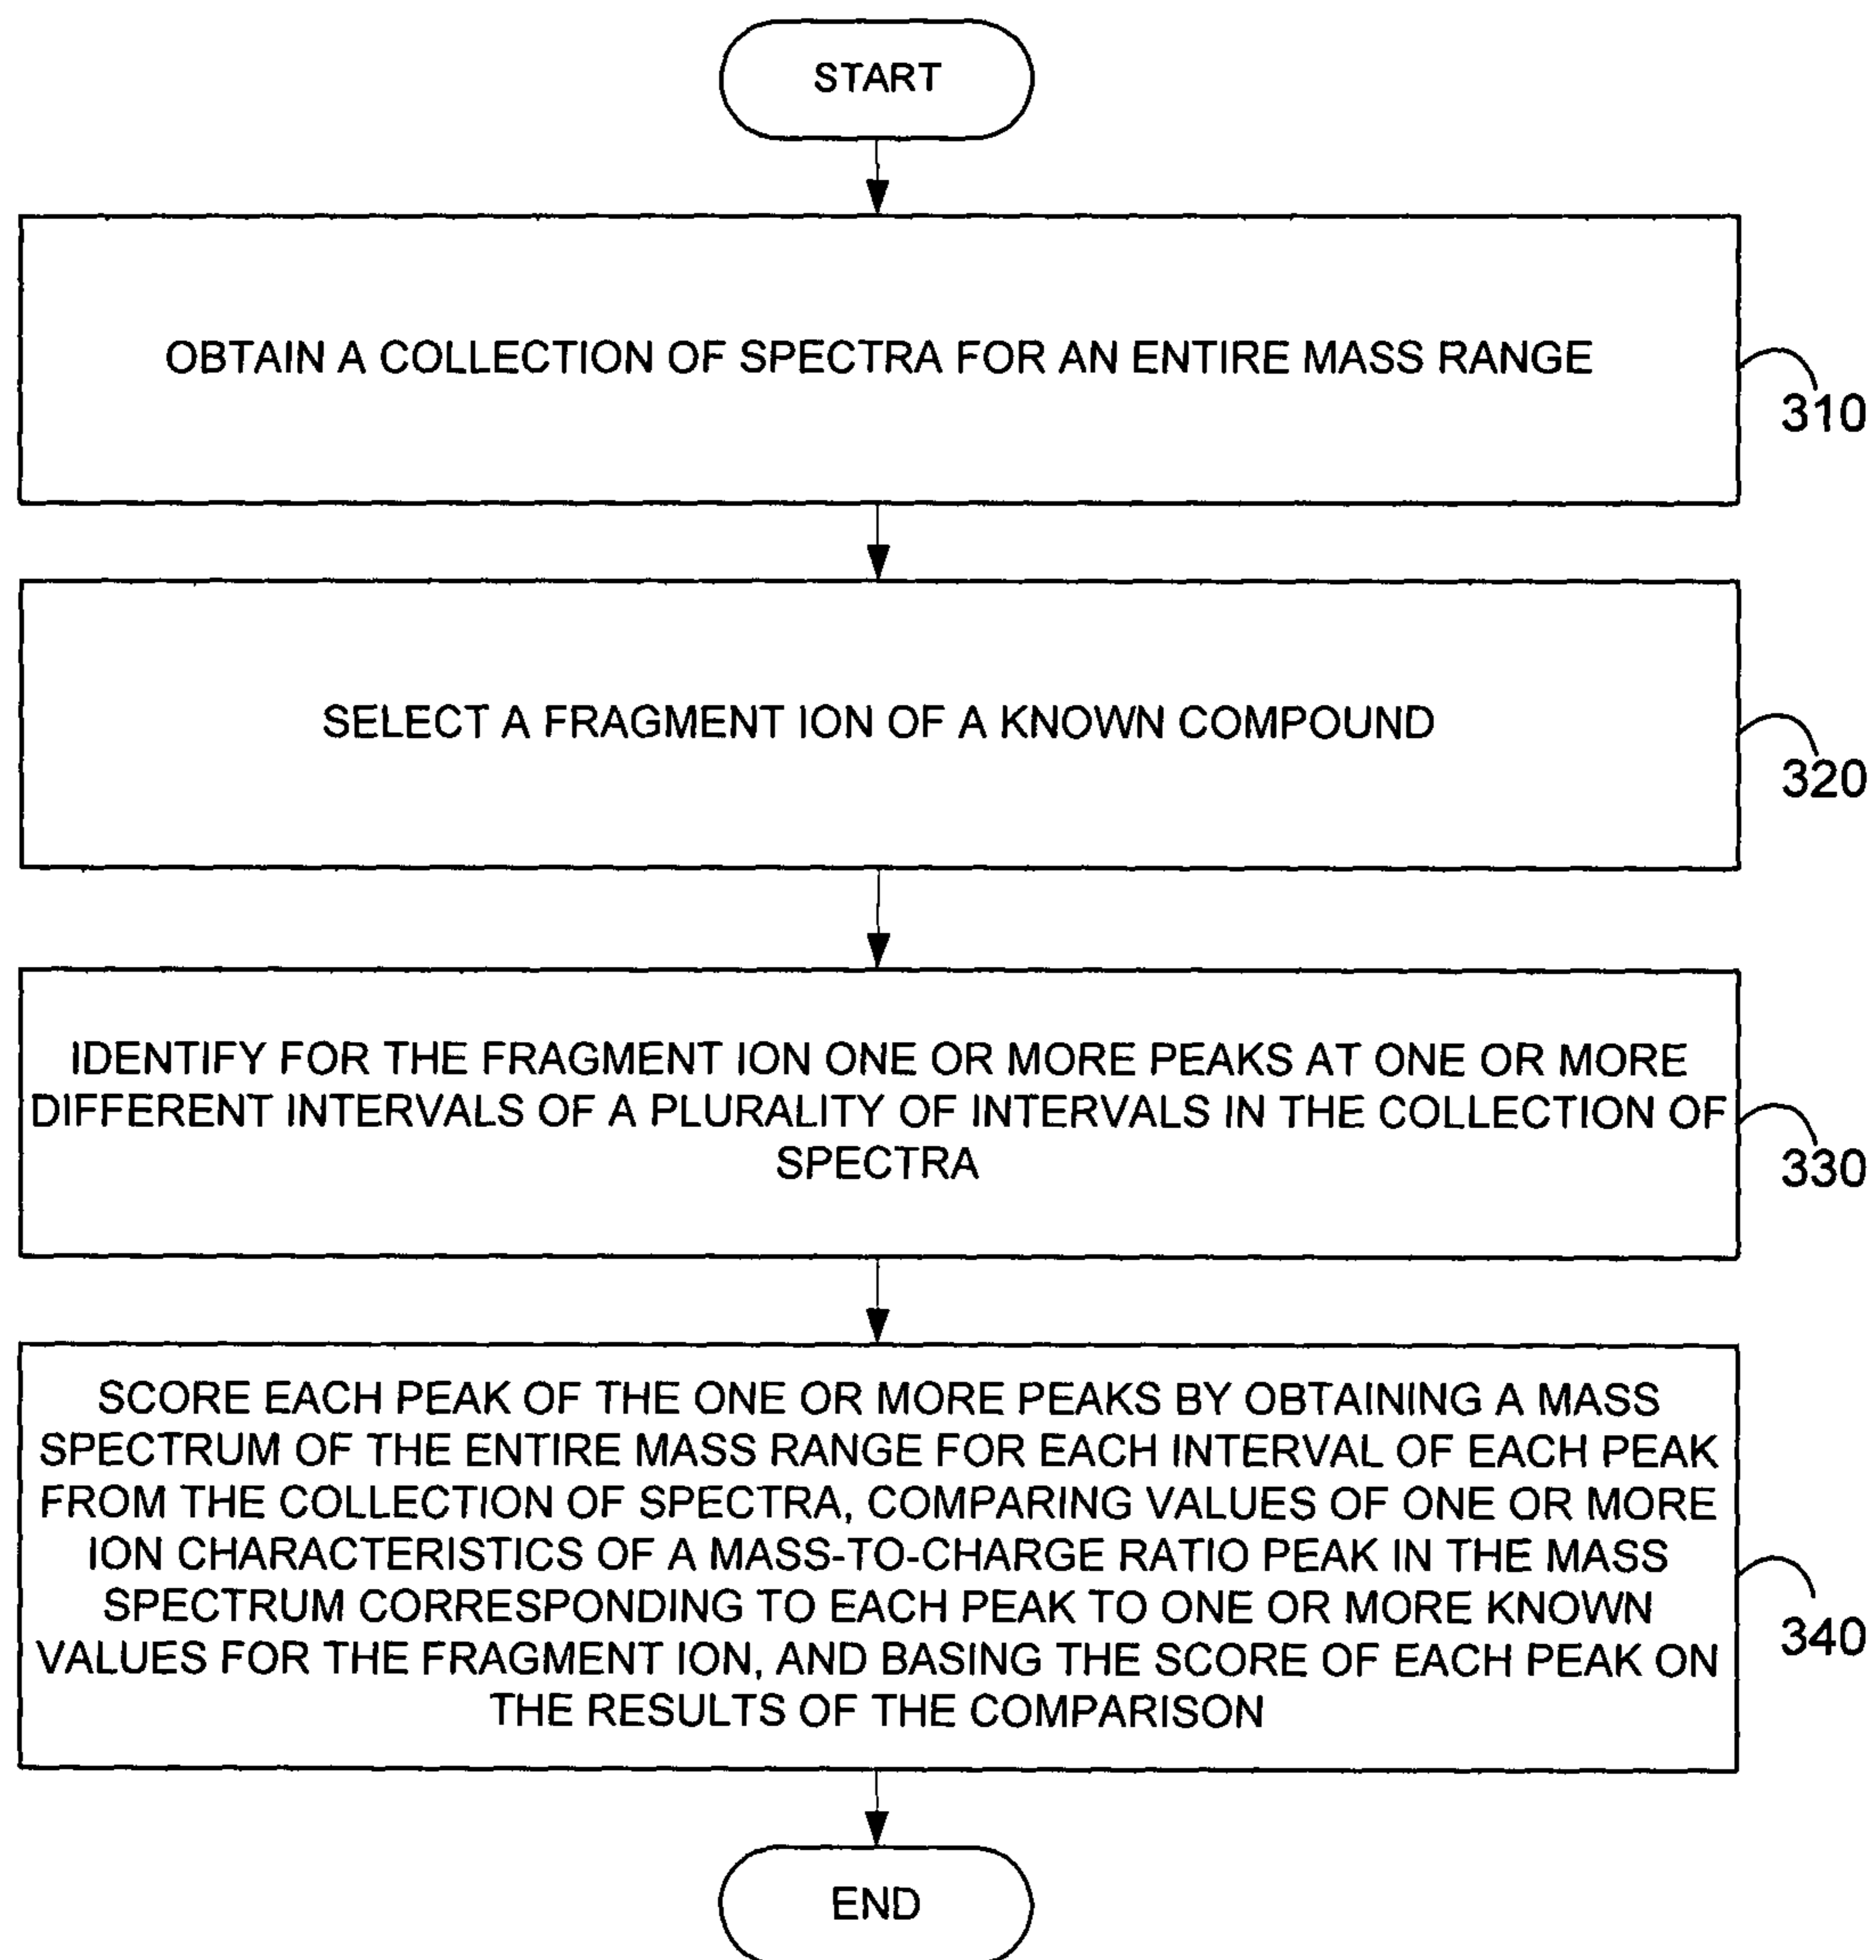 START
OBTAIN A COLLECTION OF SPECTRA FOR AN ENTIRE MASS RANGE
310
SELECT A FRAGMENT ION OF A KNOWN COMPOUND
320
IDENTIFY FOR THE FRAGMENT ION ONE OR MORE PEAKS AT ONE OR MORE
DIFFERENT INTERVALS OF A PLURALITY OF INTERVALS IN THE COLLECTION OF
SPECTRA
330
SCORE EACH PEAK OF THE ONE OR MORE PEAKS BY OBTAINING A MASS
SPECTRUM OF THE ENTIRE MASS RANGE FOR EACH INTERVAL OF EACH PEAK
FROM THE COLLECTION OF SPECTRA, COMPARING VALUES OF ONE OR MORE
ION CHARACTERISTICS OF A MASS-TO-CHARGE RATIO PEAK IN THE MASS
SPECTRUM CORRESPONDING TO EACH PEAK TO ONE OR MORE KNOWN
VALUES FOR THE FRAGMENT ION, AND BASING THE SCORE OF EACH PEAK ON
THE RESULTS OF THE COMPARISON
340
END